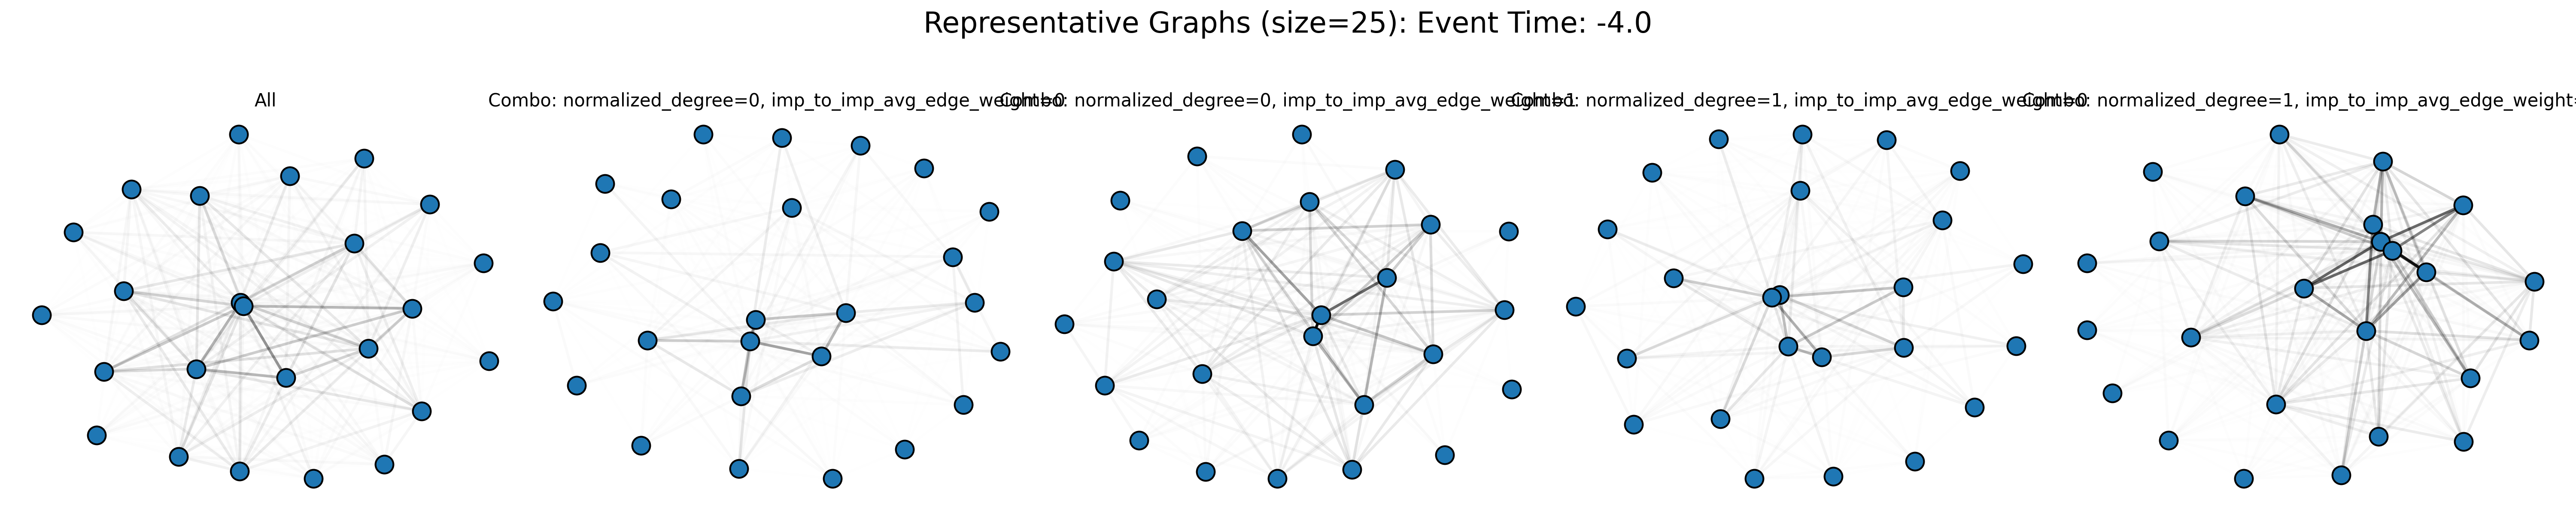 Representative Graphs (size=25): Event Time: -4.0
All
Combo: normalized_degree=0, imp_to_imp_avg_edge_weight=0
Combo: normalized_degree=0, imp_to_imp_avg_edge_weight=1
Combo: normalized_degree=1, imp_to_imp_avg_edge_weight=0
Combo: normalized_degree=1, imp_to_imp_avg_edge_weight=